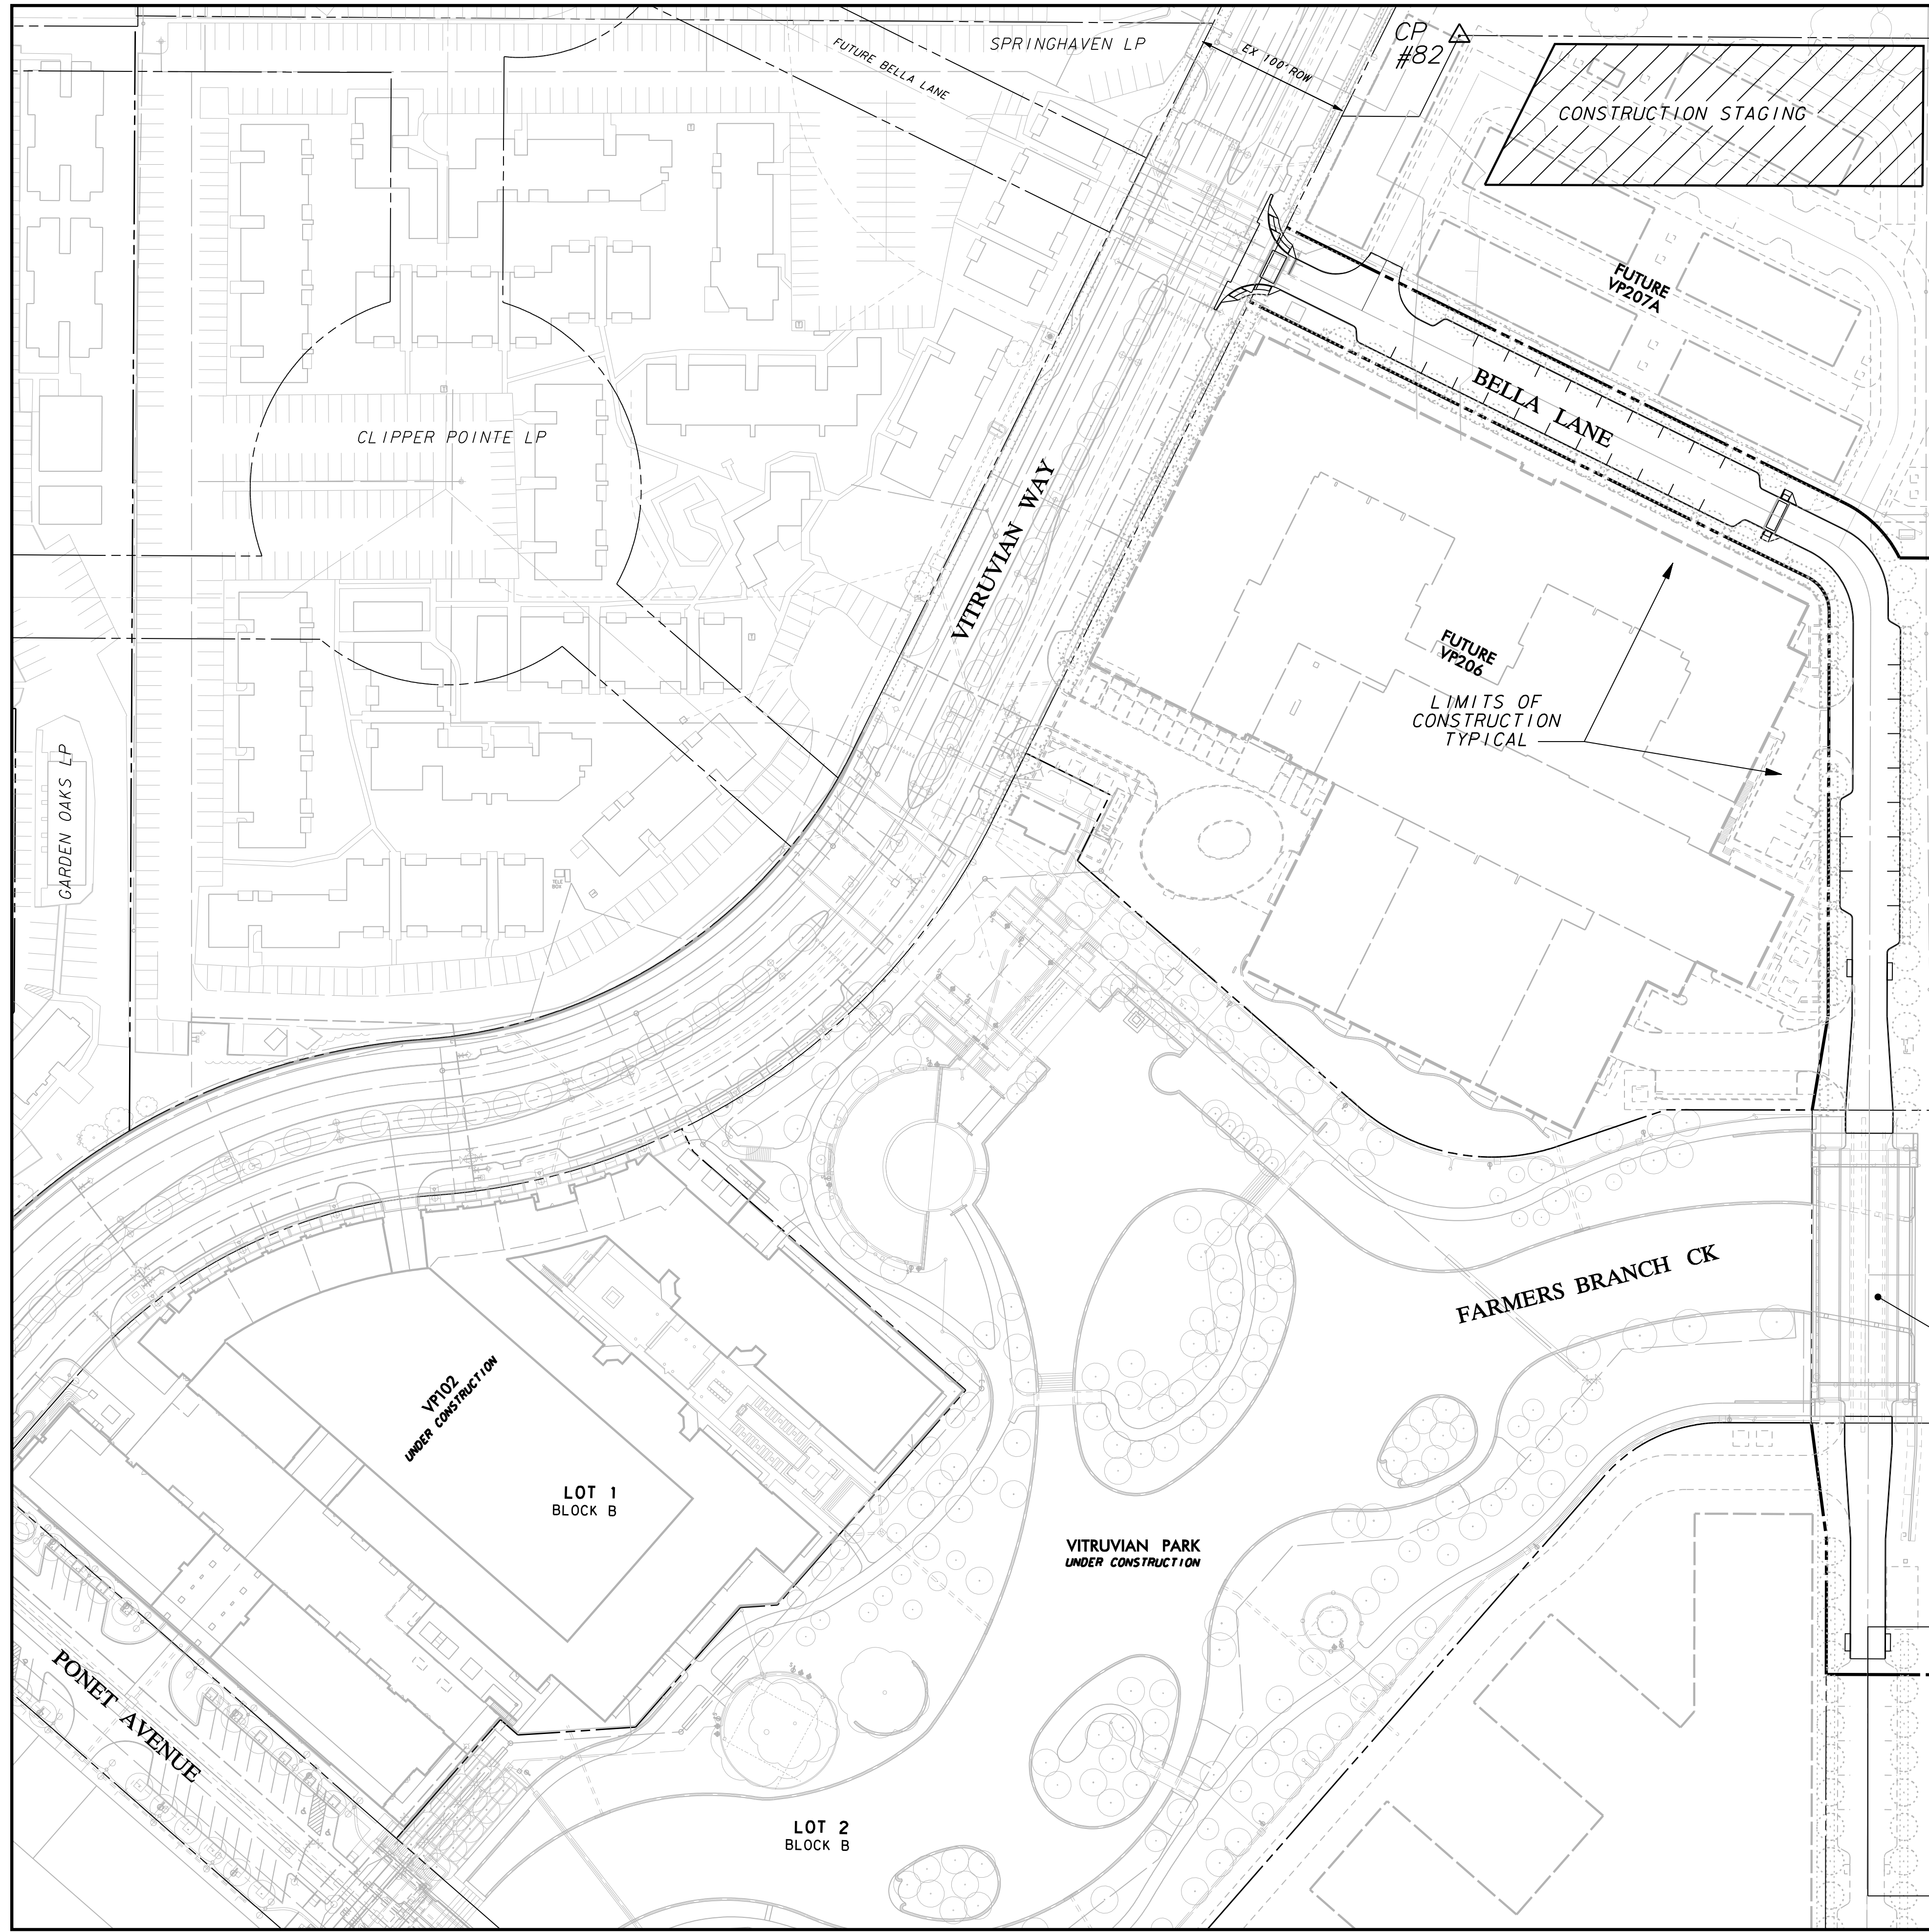 SPRINGHAVEN LP
FUTURE BELLA LANE
EX 100' ROW
CP
#82
CONSTRUCTION STAGING
FUTURE
VP207A
BELLA LANE
CLIPPER POINTE LP
VITRUVIAN WAY
FUTURE
VP206
LIMITS OF
CONSTRUCTION
TYPICAL
GARDEN OAKS LP
TELE
BOX
FARMERS BRANCH CK
VP102
UNDER CONSTRUCTION
LOT 1
BLOCK B
VITRUVIAN PARK
UNDER CONSTRUCTION
PONET AVENUE
LOT 2
BLOCK B